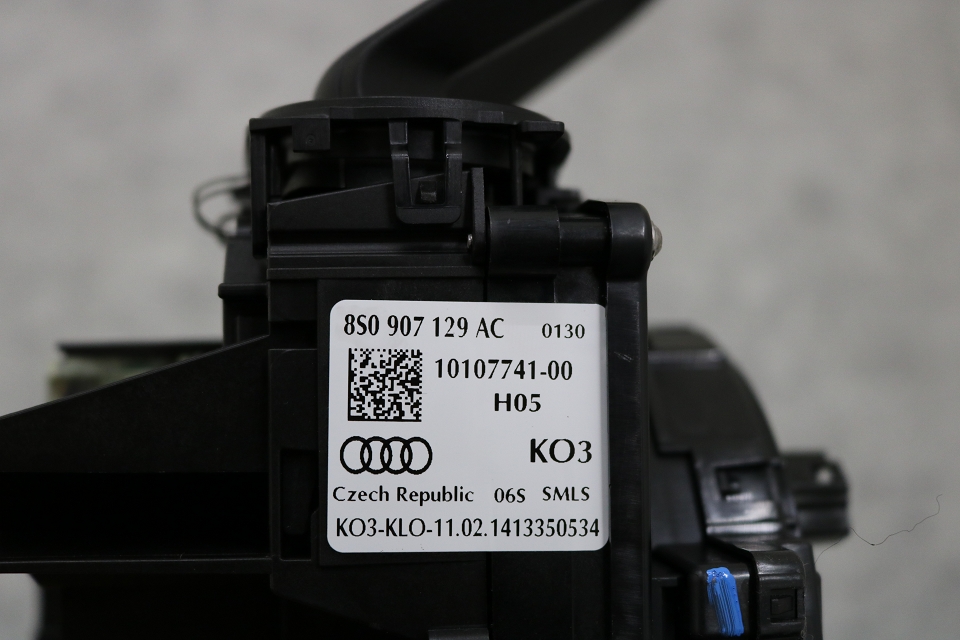 8S0 907 129 AC 0130
10107741-00
H05
KO3
Czech Republic 06S SMLS
KO3-KLO-11.02.1413350534